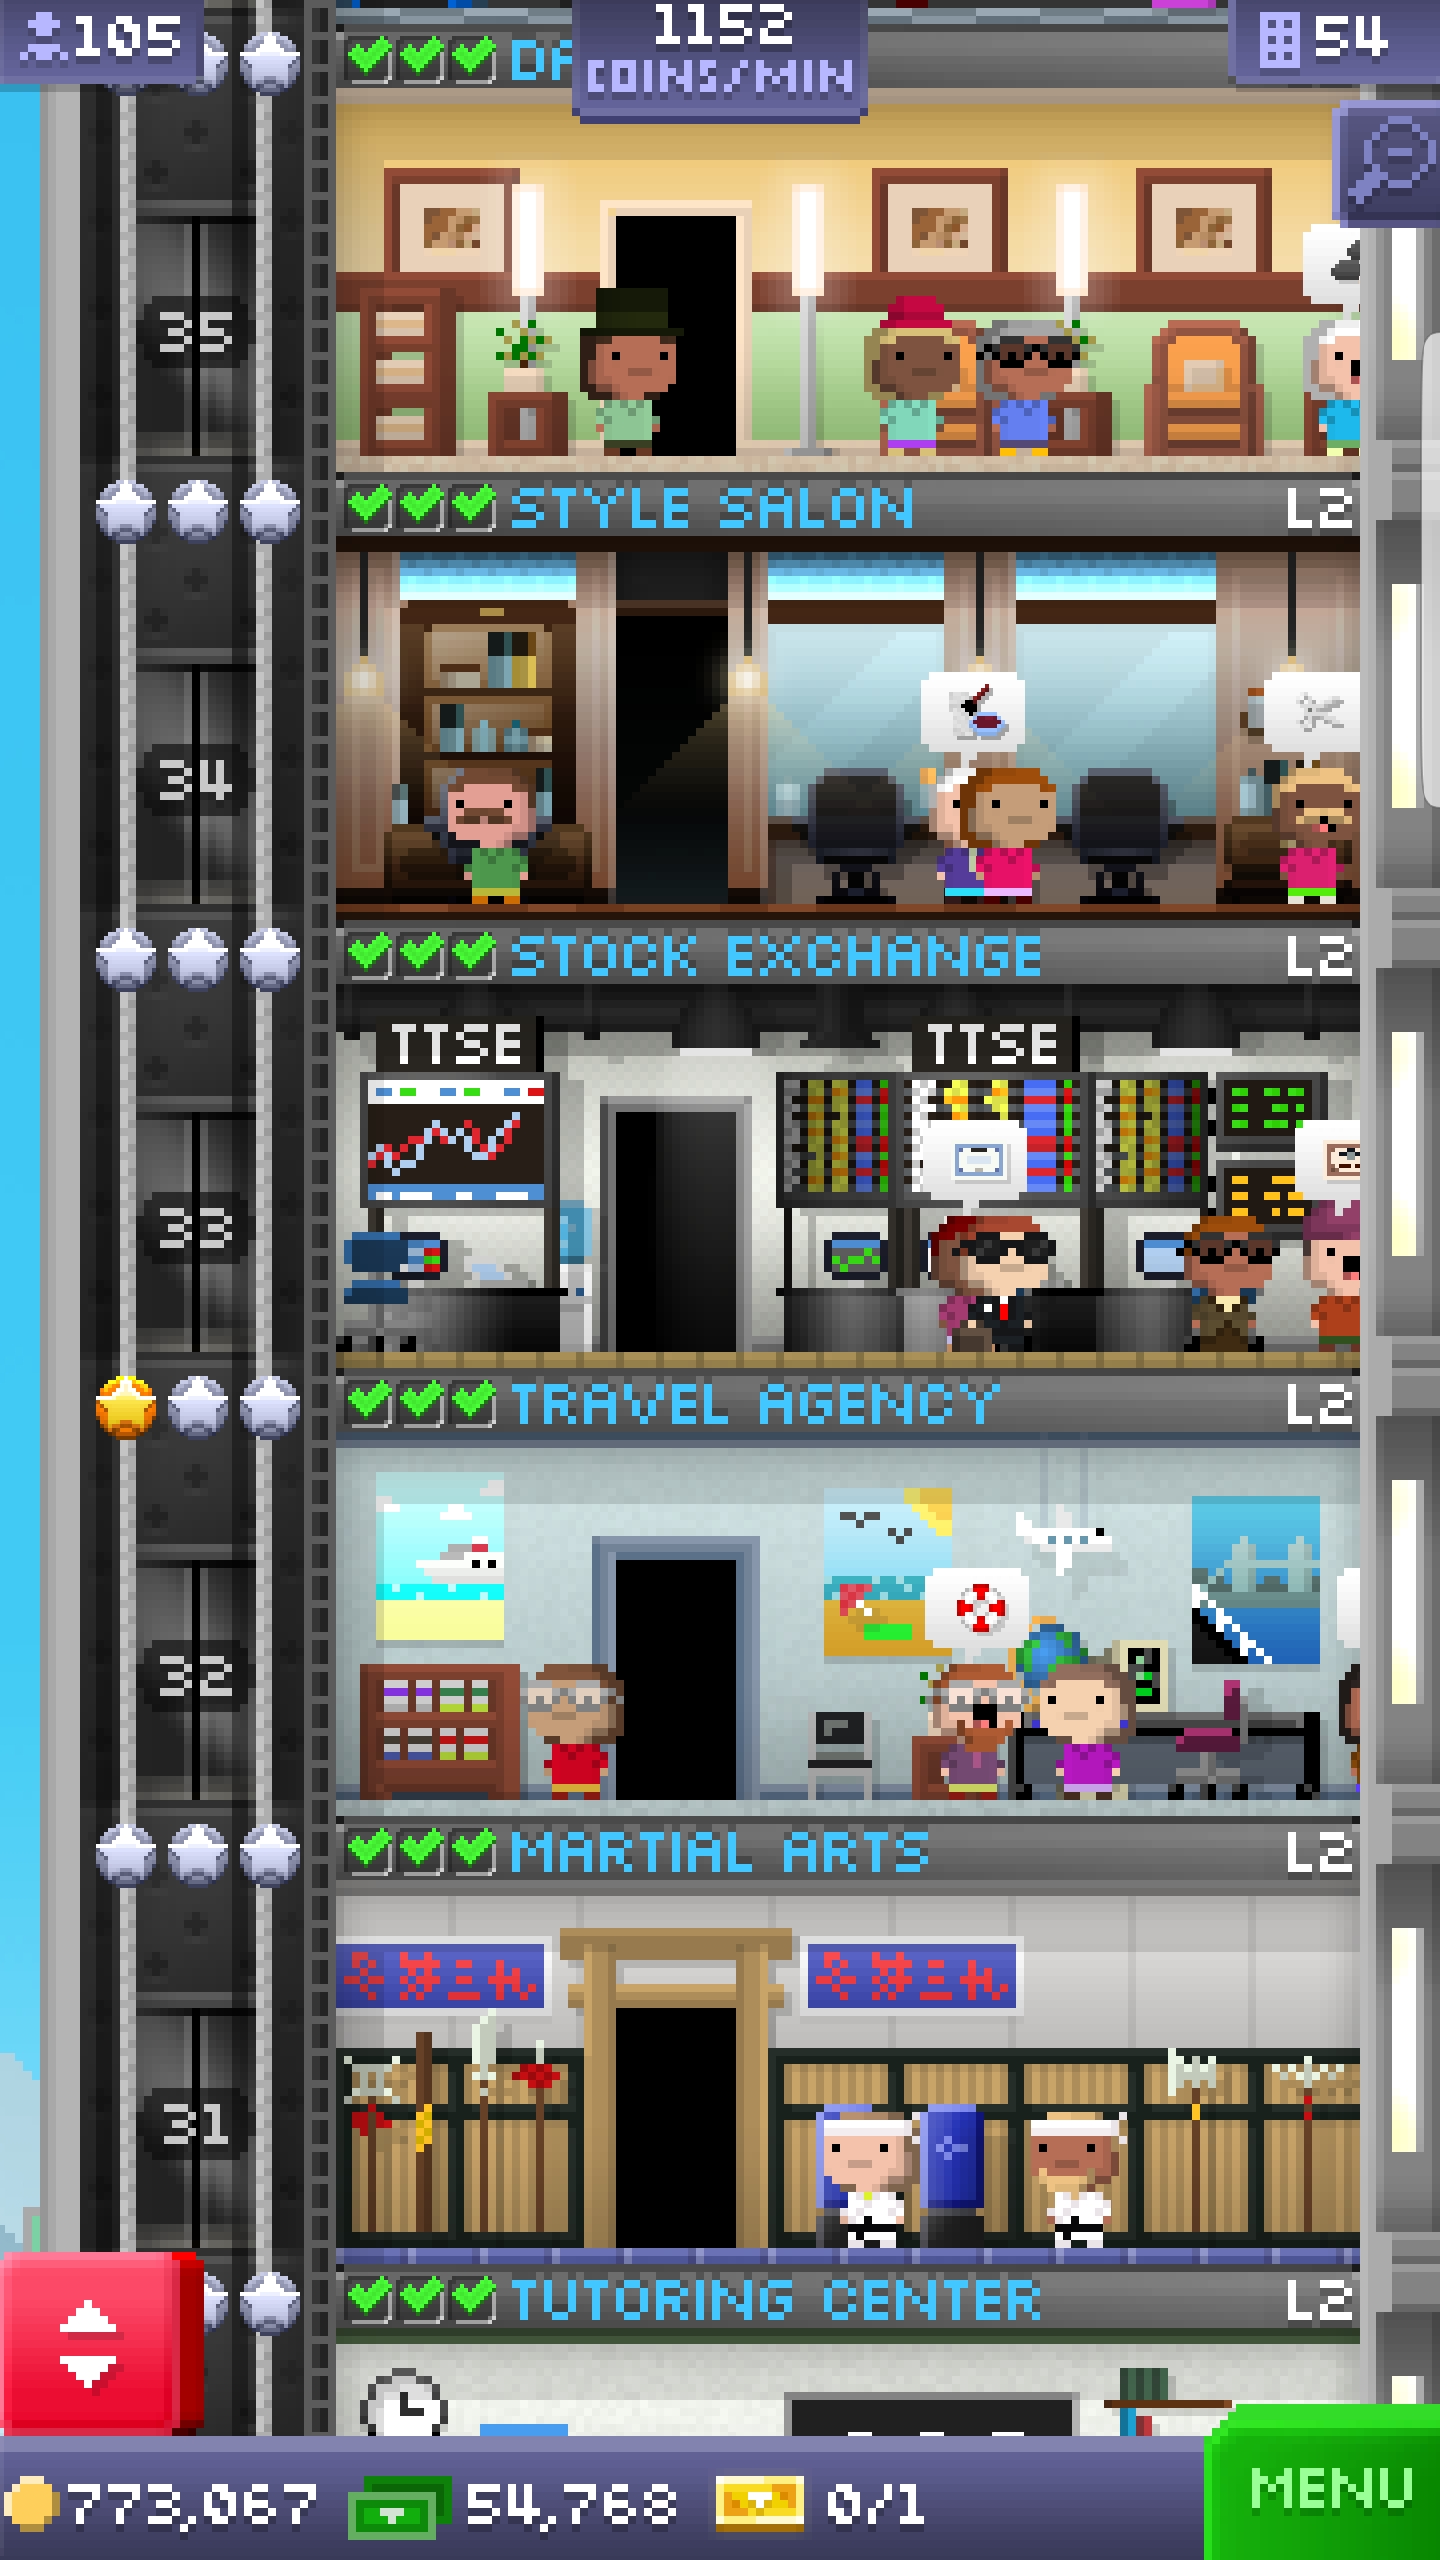 105
1152
COINS/MIN
54
35
STYLE SALON L2
34
STOCK EXCHANGE L2
TTSE TTSE
33
TRAVEL AGENCY L2
32
MARTIAL ARTS L2
31
TUTORING CENTER L2
773,067 54,768 0/1 MENU